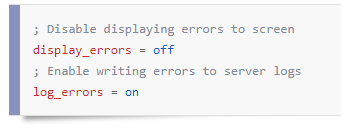 ; Disable displaying errors to screen
display_errors = off
; Enable writing errors to server logs
log_errors = on